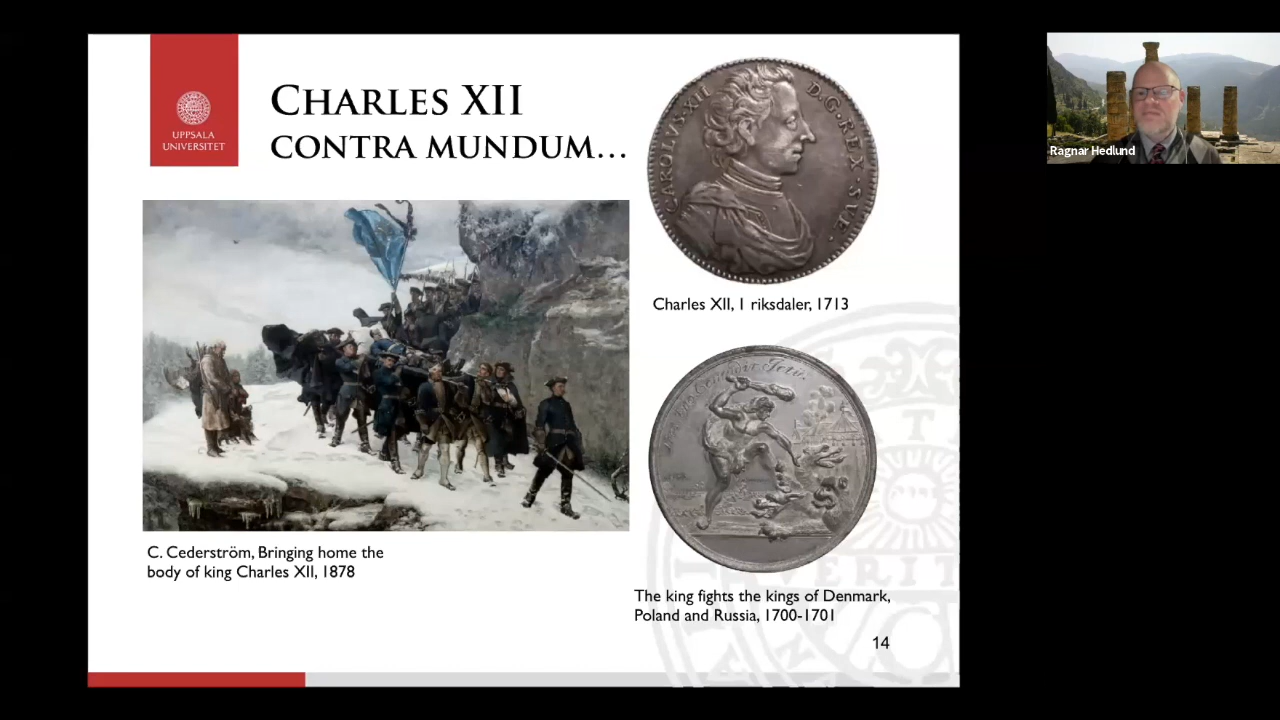 UPPSALA
UNIVERSITET
CHARLES XII
CONTRA MUNDUM...
CAROLVS·XII
D·G·REX·SVE·
Charles XII, 1 riksdaler, 1713
C. Cederström, Bringing home the
body of king Charles XII, 1878
The king fights the kings of Denmark,
Poland and Russia, 1700-1701
14
VERIT
Ragnar Hedlund